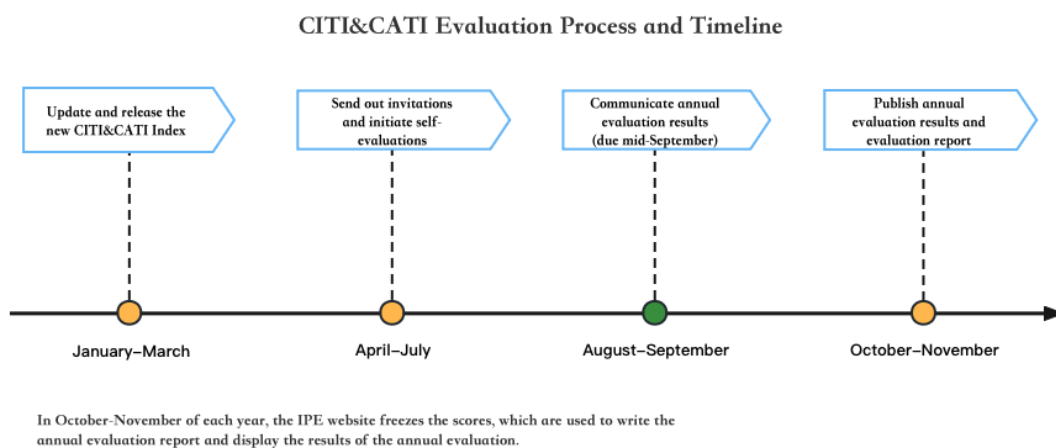 CITI&CATI Evaluation Process and Timeline
Update and release the
new CITI&CATI Index
Send out invitations
and initiate self-
evaluations
Communicate annual
evaluation results
(due mid-September)
Publish annual
evaluation results and
evaluation report
January–March
April–July
August–September
October–November
In October-November of each year, the IPE website freezes the scores, which are used to write the
annual evaluation report and display the results of the annual evaluation.